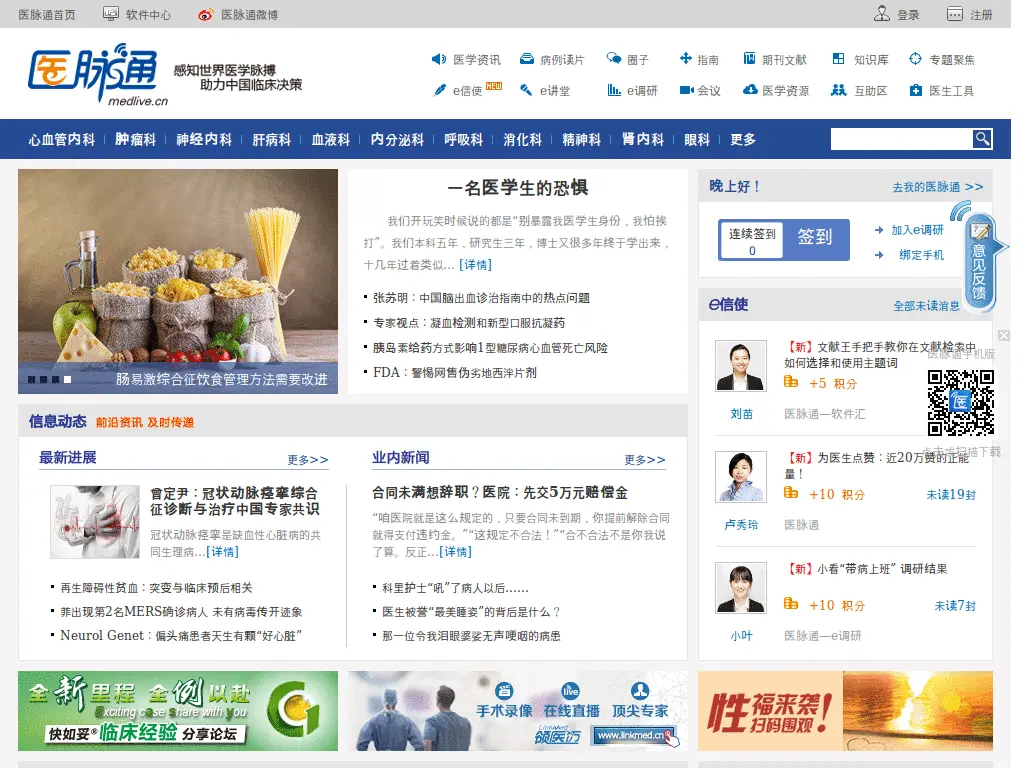 医脉通首页 软件中心 医脉通微博 登录 注册
医脉通 medlive.cn
感知世界医学脉搏
助力中国临床决策
医学资讯 病例读片 圈子 指南 期刊文献 知识库 专题聚焦
e信使 NEW e讲堂 e调研 会议 医学资源 互助区 医生工具
心血管内科 肿瘤科 神经内科 肝病科 血液科 内分泌科 呼吸科 消化科 精神科 肾内科 眼科 更多
肠易激综合征饮食管理方法需要改进
一名医学生的恐惧
我们开玩笑时候说的都是“别暴露我医学生身份，我怕挨
打”。我们本科五年，研究生三年，博士又很多年终于学出来，
十几年过着类似... [详情]
张苏明：中国脑出血诊治指南中的热点问题
专家视点：凝血检测和新型口服抗凝药
胰岛素给药方式影响1型糖尿病心血管死亡风险
FDA：警惕网售伪劣地西泮片剂
晚上好！ 去我的医脉通 >>
连续签到
0
签到
加入e调研
绑定手机
意见反馈
e信使 全部未读消息
【新】文献王手把手教你在文献检索中
如何选择和使用主题词
+5 积分
刘苗 医脉通—软件汇
医脉通手机版
【新】为医生点赞：近20万赞的正能
量！
+10 积分 未读19封
卢秀玲 医脉通
【新】小看“带病上班” 调研结果
+10 积分 未读7封
小叶 医脉通—e调研
信息动态 前沿资讯 及时传递
最新进展 更多>>
曾定尹：冠状动脉痉挛综合
征诊断与治疗中国专家共识
冠状动脉痉挛是缺血性心脏病的共
同生理病...[详情]
再生障碍性贫血：突变与临床预后相关
菲出现第2名MERS确诊病人 未有病毒传开迹象
Neurol Genet：偏头痛患者天生有颗“好心脏”
业内新闻 更多>>
合同未满想辞职？医院：先交5万元赔偿金
“咱医院就是这么规定的，只要合同未到期，你提前解除合同
就得支付违约金。”“这规定不合法！”“合不合法不是你我说
了算。反正...[详情]
科里护士“吼”了病人以后……
医生被誉“最美睡姿”的背后是什么？
那一位令我泪眼婆娑无声哽咽的病患
全新里程 全例以赴
Exciting case Share with you
快如妥®临床经验 分享论坛
手术录像 live 在线直播 顶尖专家
LinkMed 领医迈 www.linkmed.cn
性福来袭！
扫码围观！